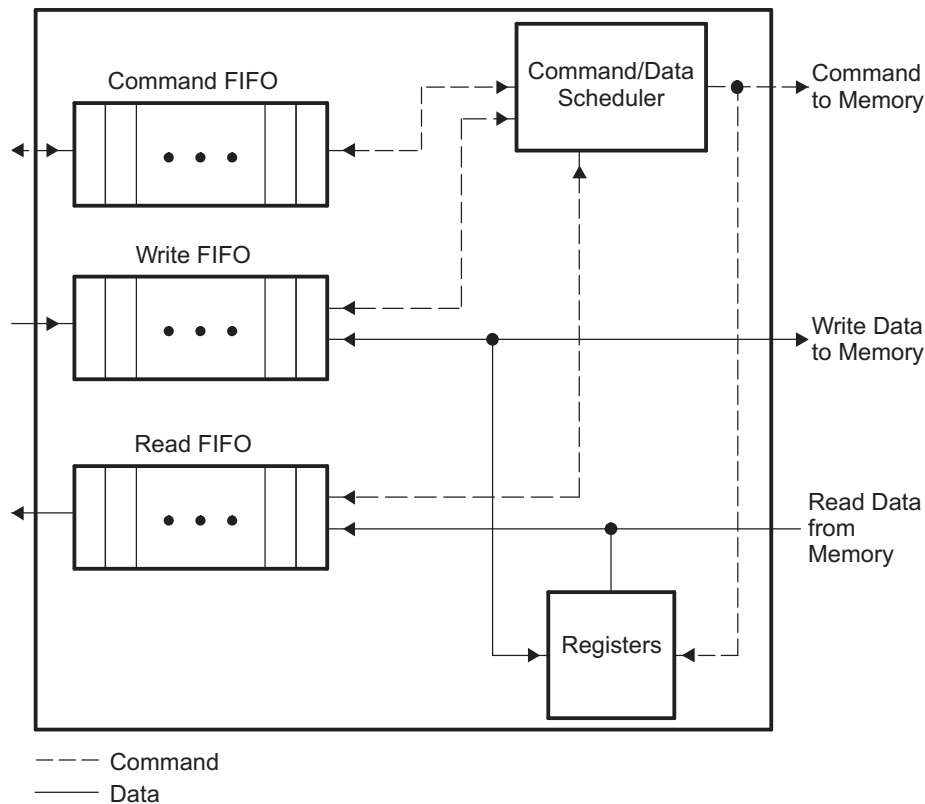 Command FIFO
Command/Data
Scheduler
Command
to Memory
Write FIFO
Write Data
to Memory
Read FIFO
Read Data
from
Memory
Registers
Command
Data